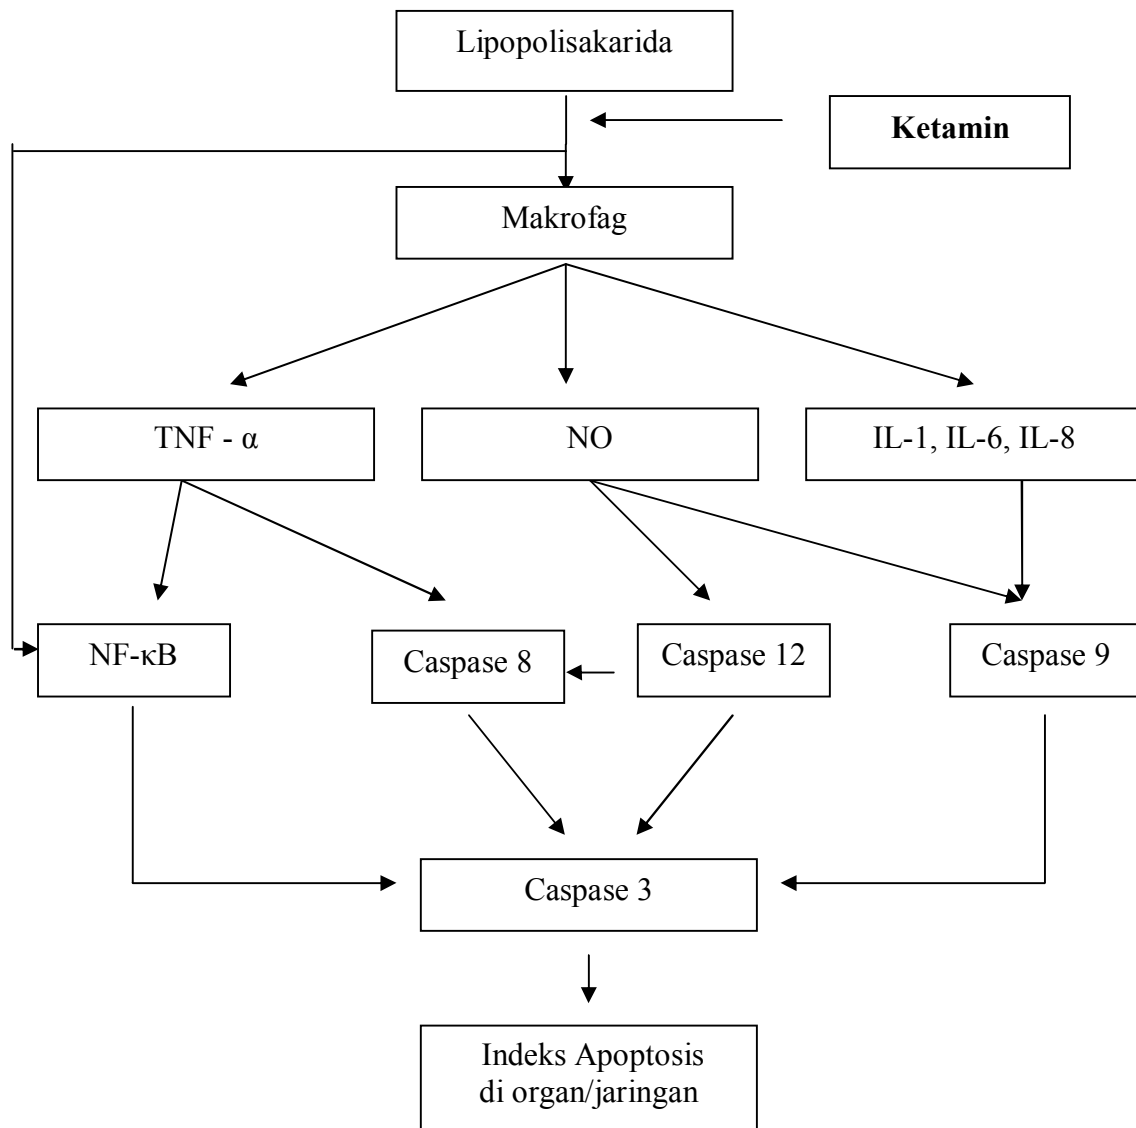 Lipopolisakarida
Ketamin
Makrofag
TNF - α
NO
IL-1, IL-6, IL-8
NF-κB
Caspase 8
Caspase 12
Caspase 9
Caspase 3
Indeks Apoptosis
di organ/jaringan